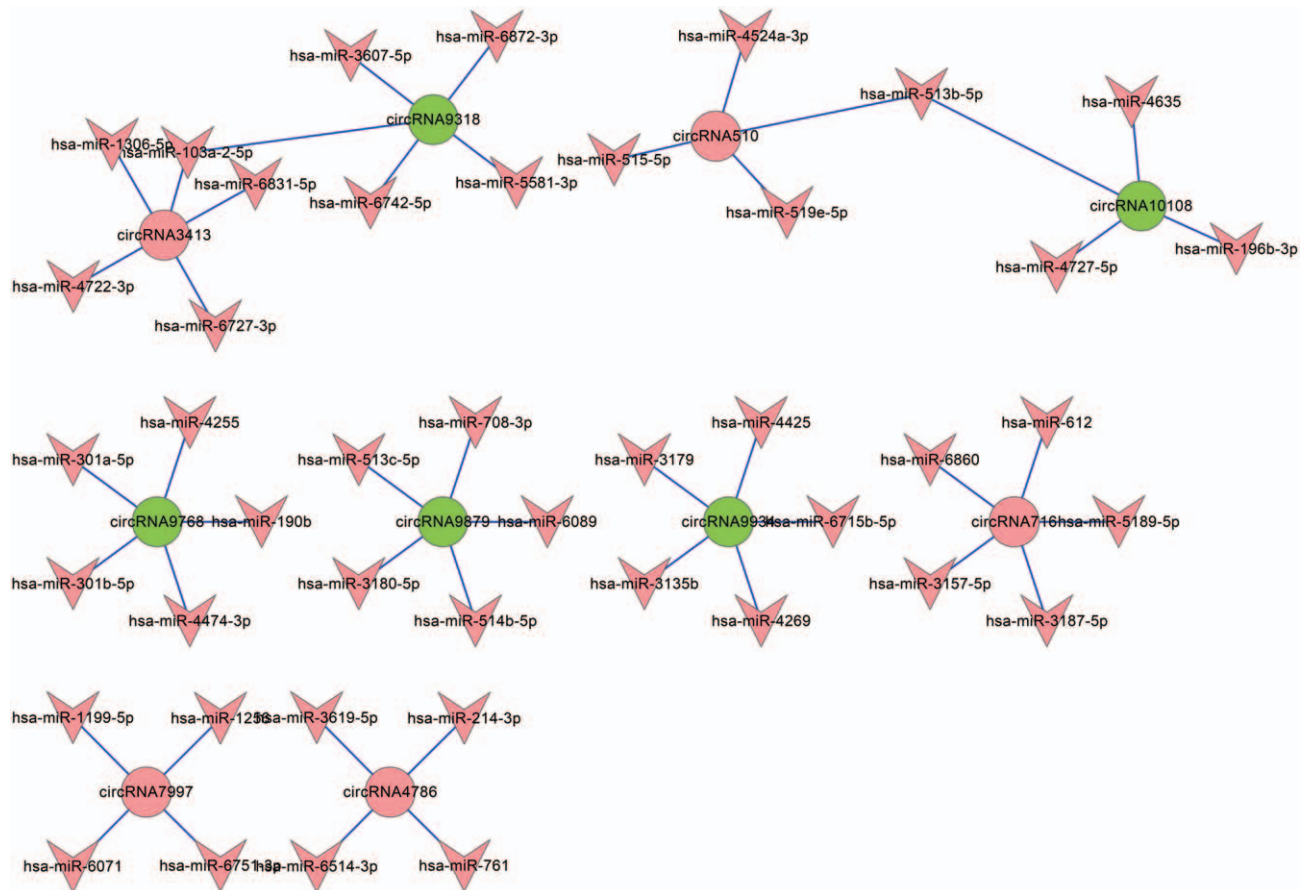 hsa-miR-6872-3p
hsa-miR-4524a-3p
hsa-miR-3607-5p
hsa-miR-513b-5p
hsa-miR-4635
circRNA9318
circRNA510
hsa-miR-1306-5p
hsa-miR-103a-2-5p
hsa-miR-515-5p
hsa-miR-6831-5p
hsa-miR-5581-3p
hsa-miR-6742-5p
hsa-miR-519e-5p
circRNA10108
circRNA3413
hsa-miR-196b-3p
hsa-miR-4727-5p
hsa-miR-4722-3p
hsa-miR-6727-3p
hsa-miR-4255
hsa-miR-708-3p
hsa-miR-4425
hsa-miR-612
hsa-miR-301a-5p
hsa-miR-513c-5p
hsa-miR-3179
hsa-miR-6860
circRNA9768
hsa-miR-190b
circRNA9879
hsa-miR-6089
circRNA9934
hsa-miR-6715b-5p
circRNA716
hsa-miR-5189-5p
hsa-miR-301b-5p
hsa-miR-3180-5p
hsa-miR-3135b
hsa-miR-3157-5p
hsa-miR-4474-3p
hsa-miR-514b-5p
hsa-miR-4269
hsa-miR-3187-5p
hsa-miR-1199-5p
hsa-miR-1256
hsa-miR-3619-5p
hsa-miR-214-3p
circRNA7997
circRNA4786
hsa-miR-6071
hsa-miR-6751-3p
hsa-miR-6514-3p
hsa-miR-761